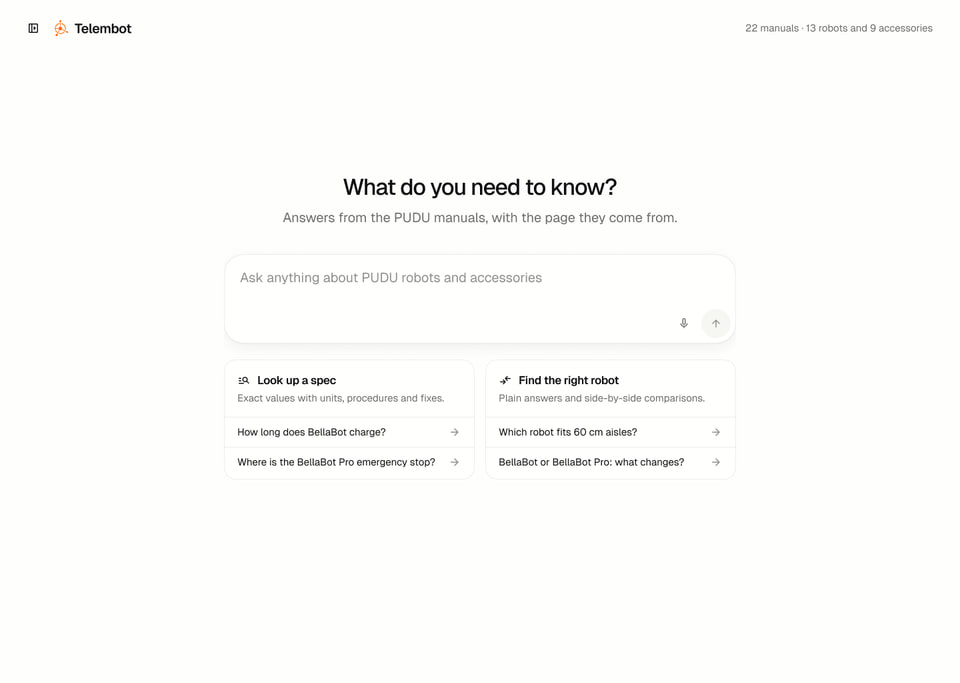 Telembot
22 manuals · 13 robots and 9 accessories
What do you need to know?
Answers from the PUDU manuals, with the page they come from.
Ask anything about PUDU robots and accessories
Look up a spec
Exact values with units, procedures and fixes.
How long does BellaBot charge?
Where is the BellaBot Pro emergency stop?
Find the right robot
Plain answers and side-by-side comparisons.
Which robot fits 60 cm aisles?
BellaBot or BellaBot Pro: what changes?